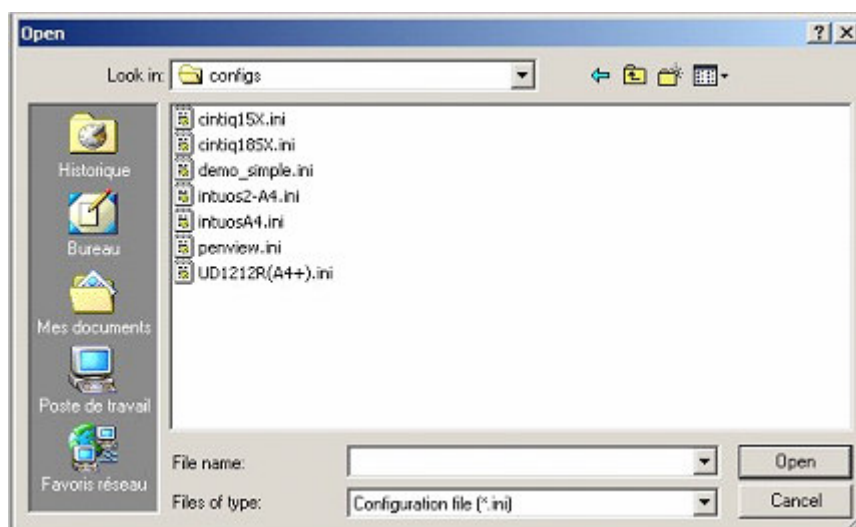 Open
Look in: configs
Historique
Bureau
Mes documents
Poste de travail
Favoris réseau
cintiq15X.ini
cintiq18SX.ini
demo_simple.ini
intuos2-A4.ini
intuosA4.ini
penview.ini
UD1212R(A4+).ini
File name:
Open
Files of type: Configuration file (*.ini)
Cancel